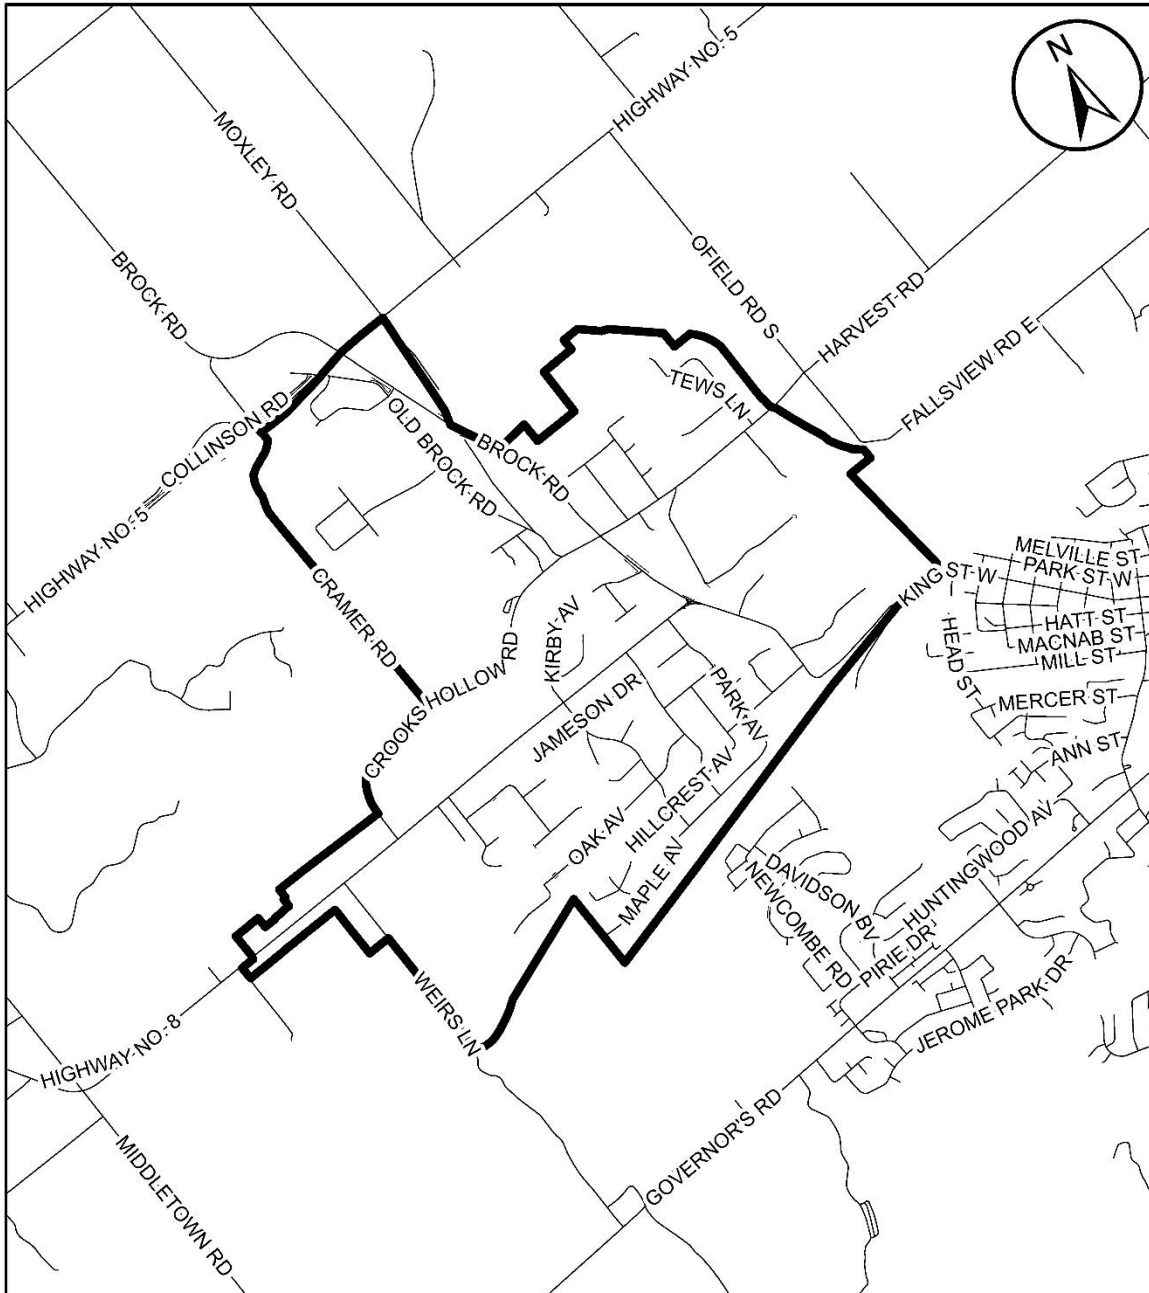 HIGHWAY NO. 5
N
MOXLEY RD
BROCK RD
OFIELD RD S
HARVEST RD
FALLSVIEW RD E
TEWS LN
COLLINSON RD
OLD BROCK RD
BROCK RD
HIGHWAY NO. 5
CRAMER RD
KING ST W
MELVILLE ST
PARK ST W
HATT ST
MACNAB ST
MILL ST
HEAD ST
MERCER ST
ANN ST
KIRBY AV
CROOKS HOLLOW RD
JAMESON DR
PARK AV
HILLCREST AV
OAK AV
MAPLE AV
DAVIDSON BV
NEWCOMBE RD
HUNTINGWOOD AV
PIRIE DR
JEROME PARK DR
WEIRS LN
HIGHWAY NO. 8
GOVERNOR'S RD
MIDDLETOWN RD